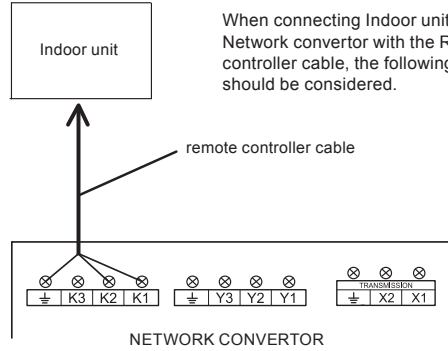 When connecting Indoor unit
Network convertor with the R
controller cable, the following
should be considered.
Indoor unit
remote controller cable
K3 K2 K1
Y3 Y2 Y1
TRANSMISSION
X2 X1
NETWORK CONVERTOR